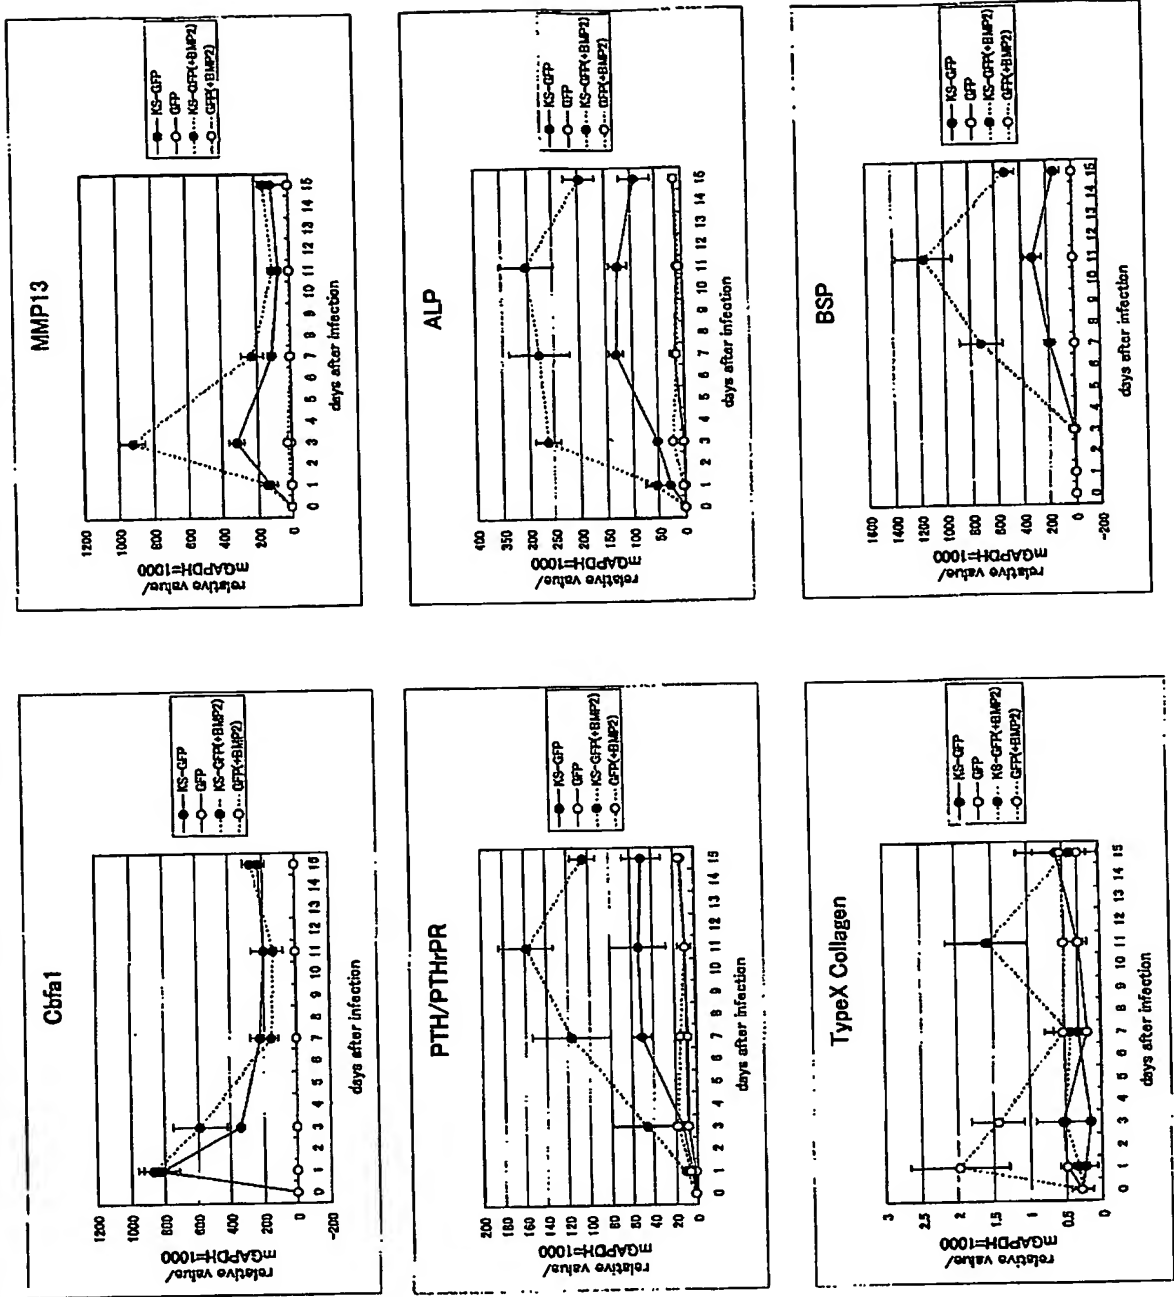 Cbfa1
relative value/
mGAPDH=1000
1200
1000
800
600
400
200
0
-200
0 1 2 3 4 5 6 7 8 9 10 11 12 13 14 15
days after infection
KS-GFP
GFP
KS-GFP(+BMP2)
GFP(+BMP2)
MMP13
relative value/
mGAPDH=1000
1200
1000
800
600
400
200
0
0 1 2 3 4 5 6 7 8 9 10 11 12 13 14 15
days after infection
KS-GFP
GFP
KS-GFP(+BMP2)
GFP(+BMP2)
PTH/PTHrPR
relative value/
mGAPDH=1000
200
180
160
140
120
100
80
60
40
20
0
0 1 2 3 4 5 6 7 8 9 10 11 12 13 14 15
days after infection
KS-GFP
GFP
KS-GFP(+BMP2)
GFP(+BMP2)
ALP
relative value/
mGAPDH=1000
400
350
300
250
200
150
100
50
0
0 1 2 3 4 5 6 7 8 9 10 11 12 13 14 15
days after infection
KS-GFP
GFP
KS-GFP(+BMP2)
GFP(+BMP2)
TypeX Collagen
relative value/
mGAPDH=1000
3
2.5
2
1.5
1
0.5
0
0 1 2 3 4 5 6 7 8 9 10 11 12 13 14 15
days after infection
KS-GFP
GFP
KS-GFP(+BMP2)
GFP(+BMP2)
BSP
relative value/
mGAPDH=1000
1600
1400
1200
1000
800
600
400
200
0
-200
0 1 2 3 4 5 6 7 8 9 10 11 12 13 14 15
days after infection
KS-GFP
GFP
KS-GFP(+BMP2)
GFP(+BMP2)